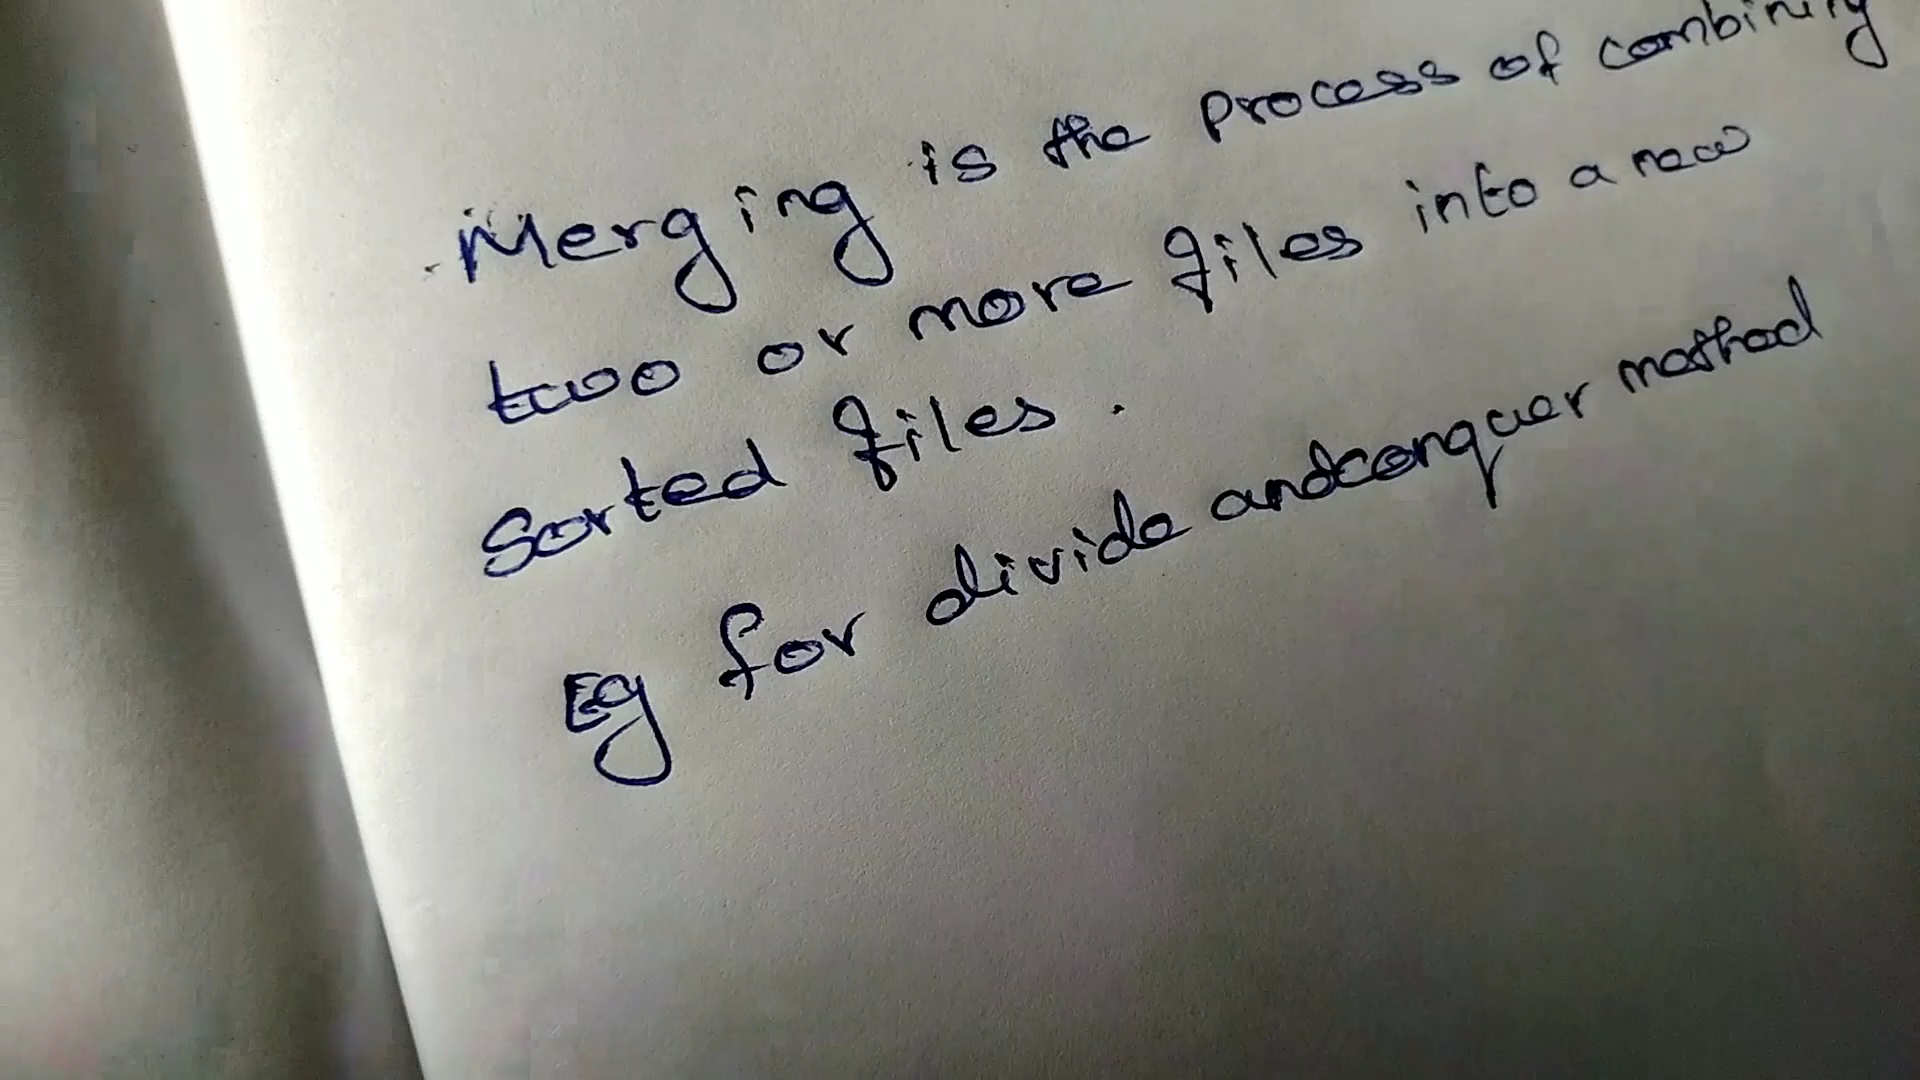 Merging is the process of combining
two or more files into a new
Sorted files.
Eg for divide andconquer method